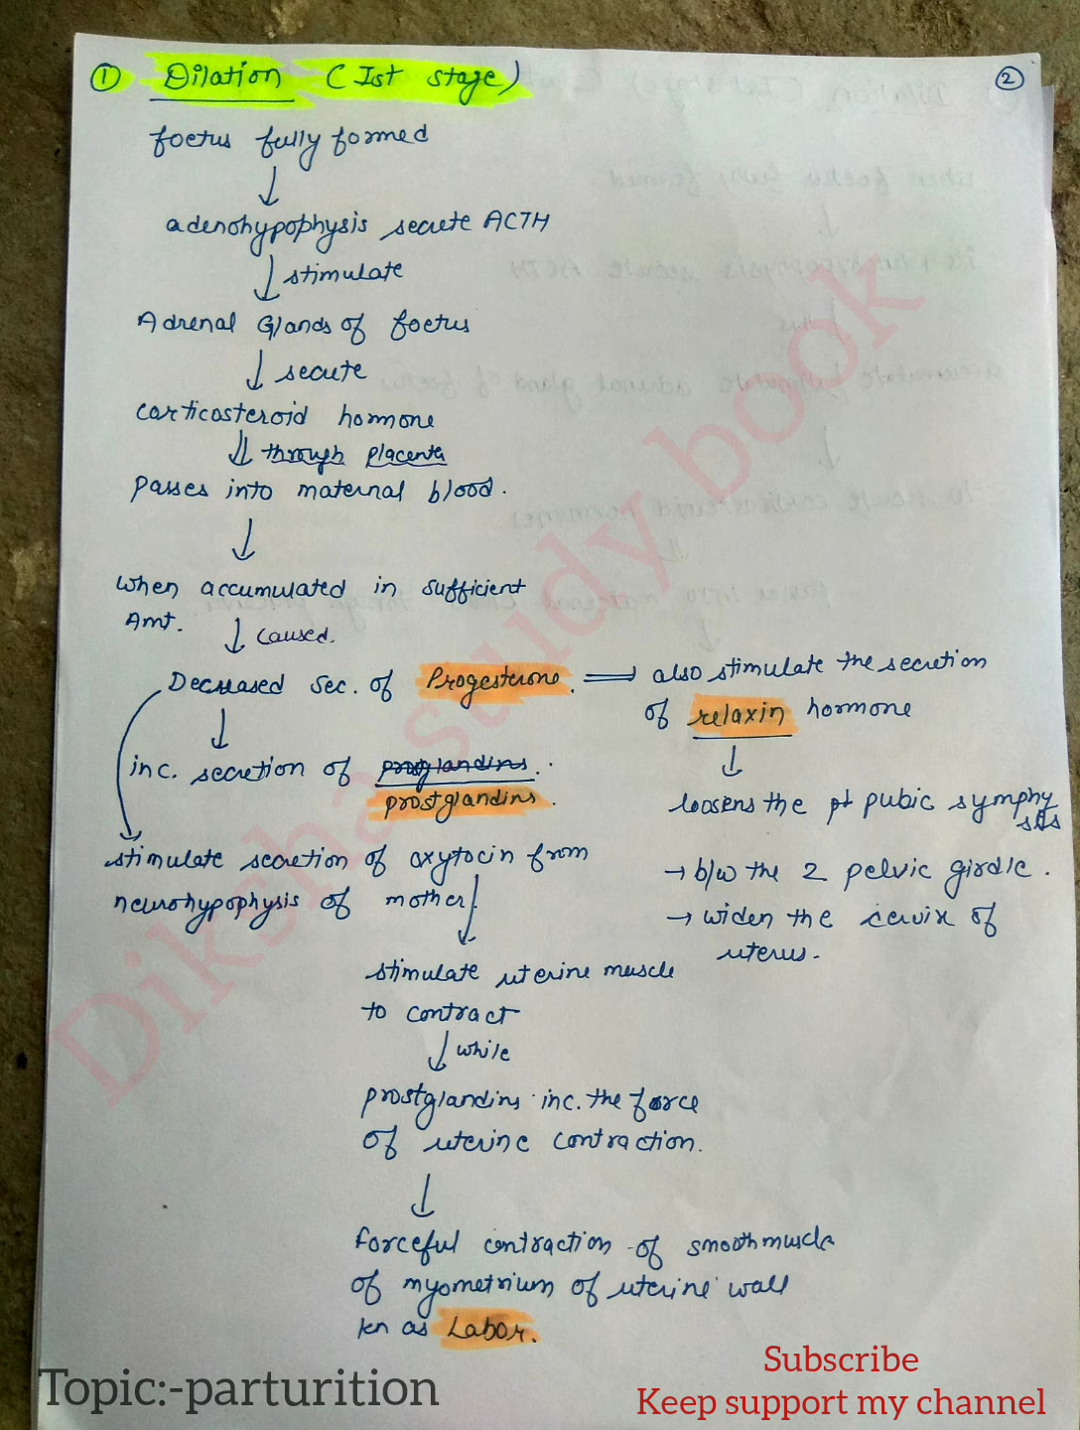 ① Dilation (Ist stage)
②
foetus fully formed
↓
adenohypophysis secrete ACTH
↓ stimulate
Adrenal Glands of foetus
↓ secrete
corticosteroid hormone
⇓ through placenta
Passes into maternal blood.
↓
When accumulated in sufficient
Amt.
↓ caused.
Decreased sec. of Progesterone. ⇒ also stimulate the secretion
of relaxin hormone
↓
loosens the pubic symphy
sis
→ b/w the 2 pelvic girdle.
→ widen the cervix of
uterus.
↓
inc. secretion of prostglandins.
prostglandins.
stimulate secretion of oxytocin from
neurohypophysis of mother
↓
stimulate uterine muscle
to contract
↓ while
prostglandins inc. the force
of uterine contraction.
↓
forceful contraction of smooth muscle
of myometrium of uterine wall
kn as Labor.
Diksha study book
Topic:-parturition
Subscribe
Keep support my channel